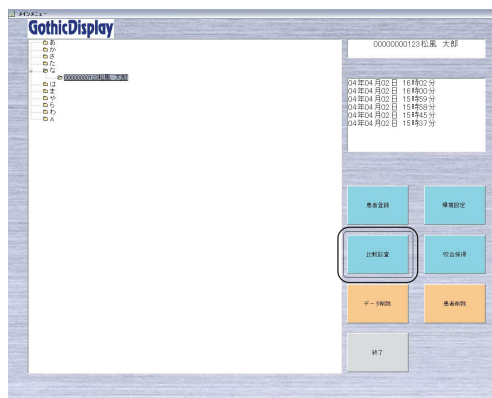 メインメニュー
GothicDisplay
あ
か
さ
た
な
00000000123松風 太郎
は
ま
や
ら
わ
A
00000000123松風 太郎
04年04月02日 16時02分
04年04月02日 16時00分
04年04月02日 15時59分
04年04月02日 15時58分
04年04月02日 15時45分
04年04月02日 15時37分
患者登録
環境設定
比較診査
咬合採得
データ削除
患者削除
終了